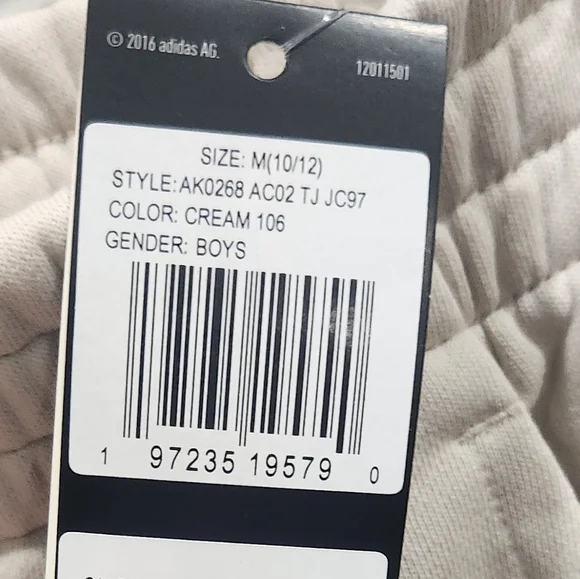 © 2016 adidas AG.
12011501
SIZE: M(10/12)
STYLE:AK0268 AC02 TJ JC97
COLOR: CREAM 106
GENDER: BOYS
1 97235 19579 0